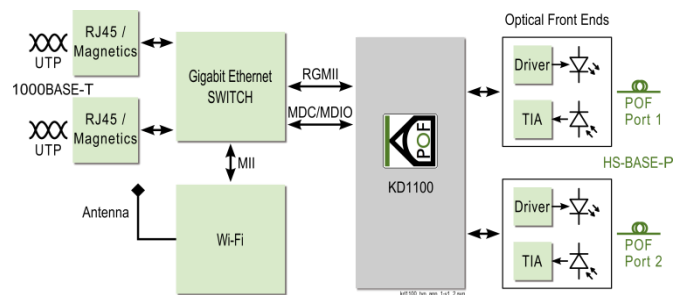 Optical Front Ends
RJ45 /
Magnetics
UTP
1000BASE-T
RJ45 /
Magnetics
UTP
Gigabit Ethernet
SWITCH
RGMII
MDC/MDIO
MII
Antenna
Wi-Fi
KD POF
KD1100
Driver
TIA
POF
Port 1
HS-BASE-P
Driver
TIA
POF
Port 2